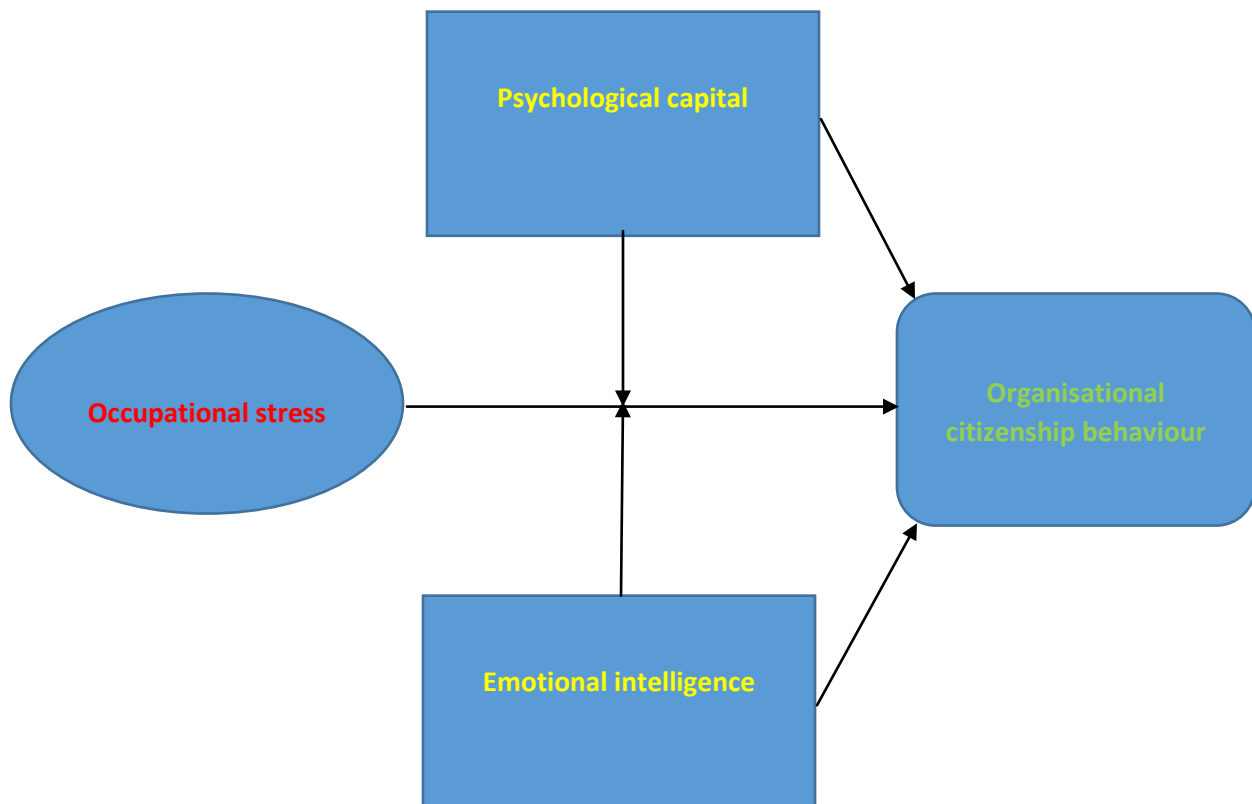 Psychological capital
Occupational stress
Organisational
citizenship behaviour
Emotional intelligence